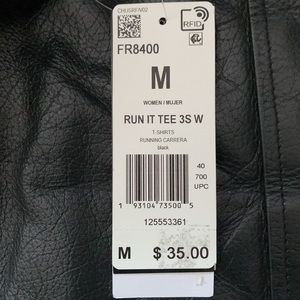 CHUSRFIV02
RFID
FR8400
M
WOMEN / MUJER
RUN IT TEE 3S W
T-SHIRTS
RUNNING CARRERA
black
40
700
UPC
1 93104 73500 5
125553361
M $ 35.00